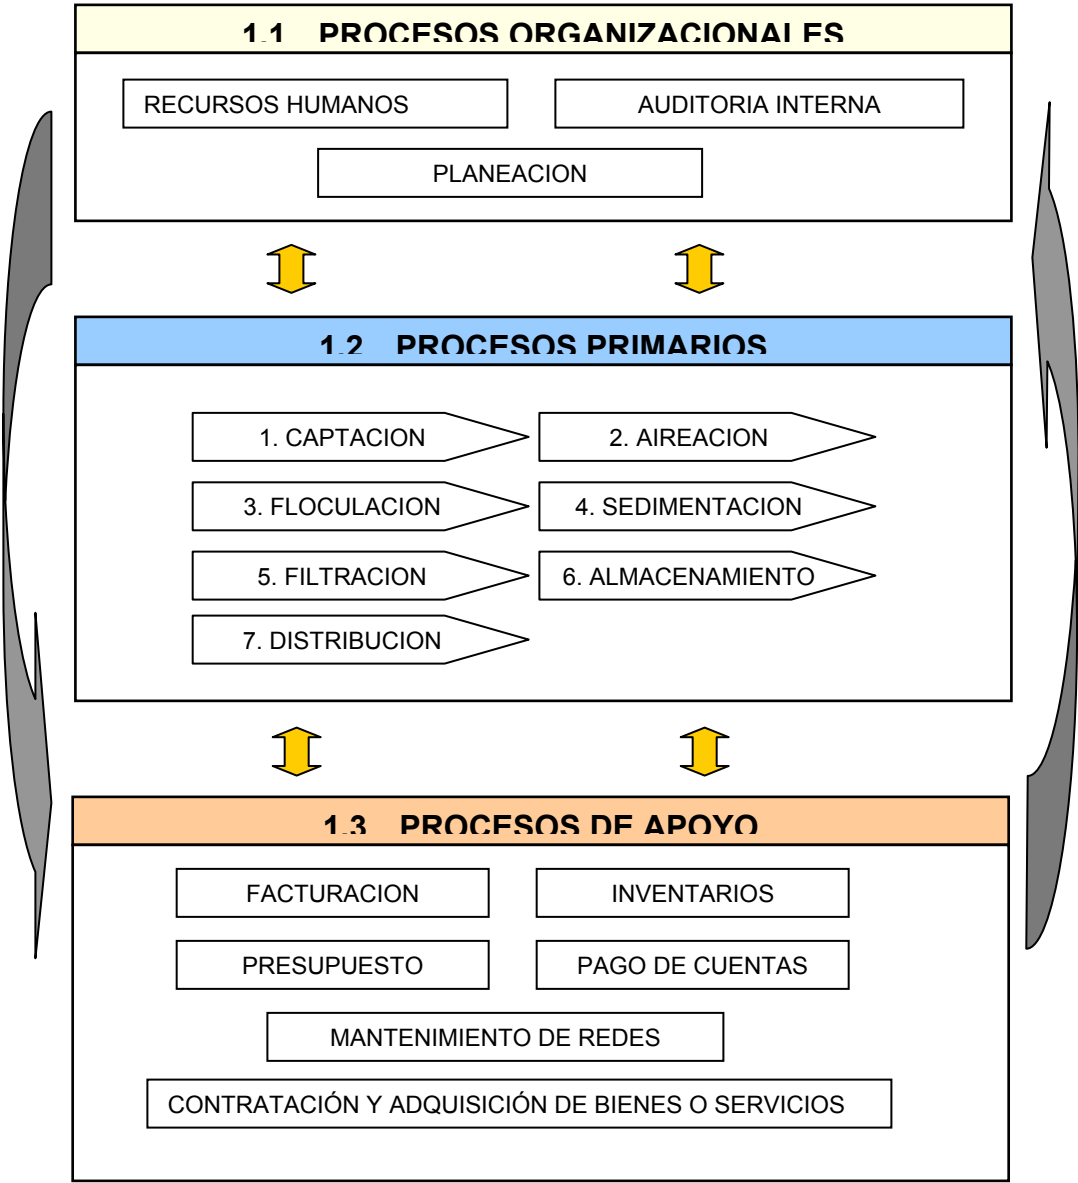 1.1 PROCESOS ORGANIZACIONALES
RECURSOS HUMANOS
AUDITORIA INTERNA
PLANEACION
1.2 PROCESOS PRIMARIOS
1. CAPTACION
2. AIREACION
3. FLOCULACION
4. SEDIMENTACION
5. FILTRACION
6. ALMACENAMIENTO
7. DISTRIBUCION
1.3 PROCESOS DE APOYO
FACTURACION
INVENTARIOS
PRESUPUESTO
PAGO DE CUENTAS
MANTENIMIENTO DE REDES
CONTRATACIÓN Y ADQUISICIÓN DE BIENES O SERVICIOS